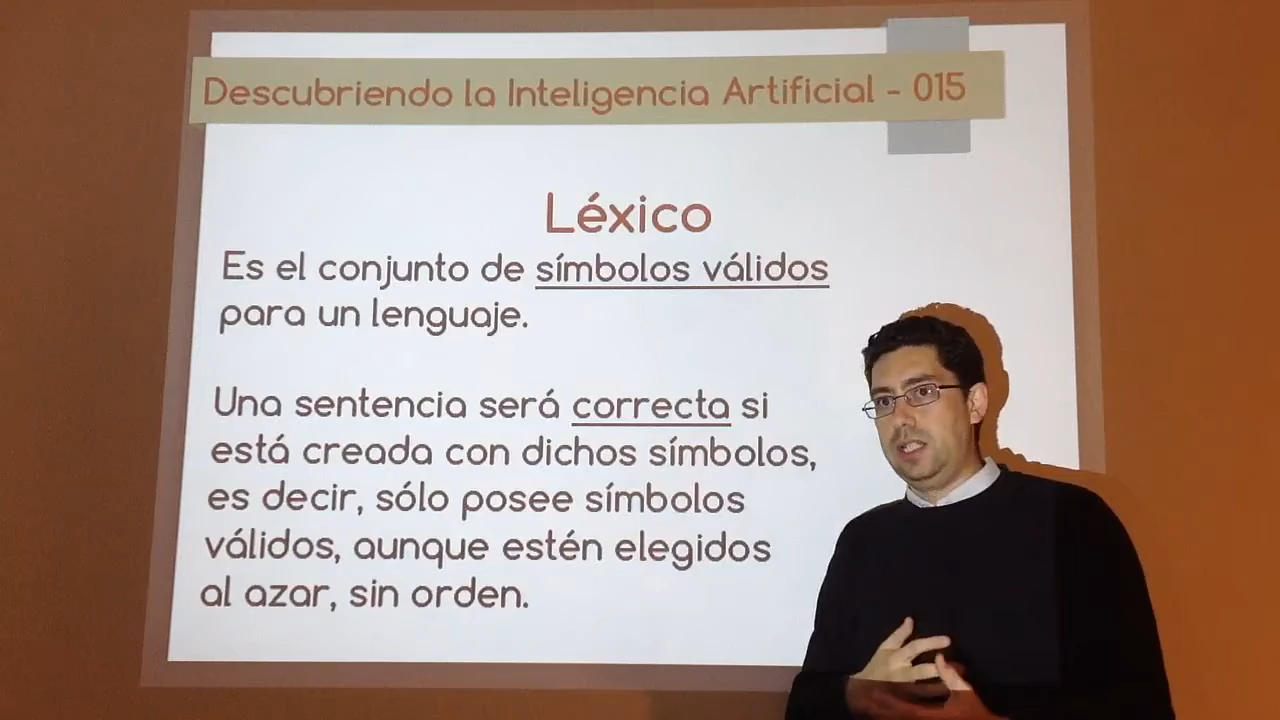 Descubriendo la Inteligencia Artificial - 015
Léxico
Es el conjunto de símbolos válidos
para un lenguaje.
Una sentencia será correcta si
está creada con dichos símbolos,
es decir, sólo posee símbolos
válidos, aunque estén elegidos
al azar, sin orden.